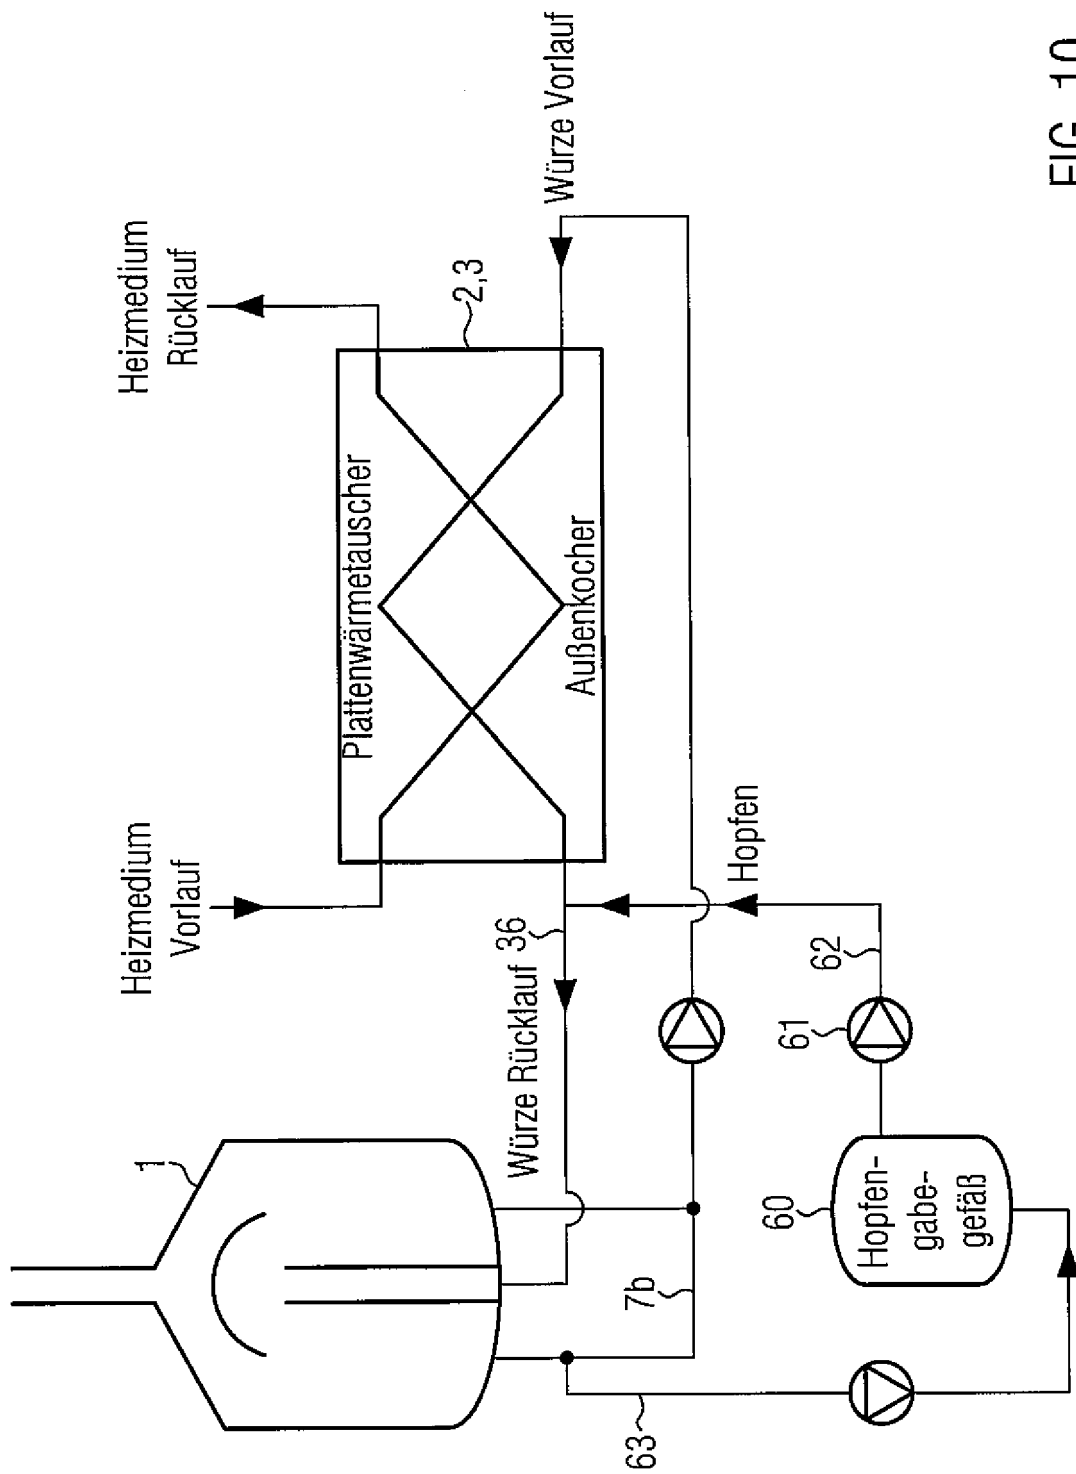 Heizmedium
Vorlauf
Heizmedium
Rücklauf
Plattenwärmetauscher
Außenkocher
2,3
Würze Vorlauf
1
Würze Rücklauf
36
7b
Hopfen
63
60
Hopfen-
gabe-
gefäß
61
62
FIG. 10